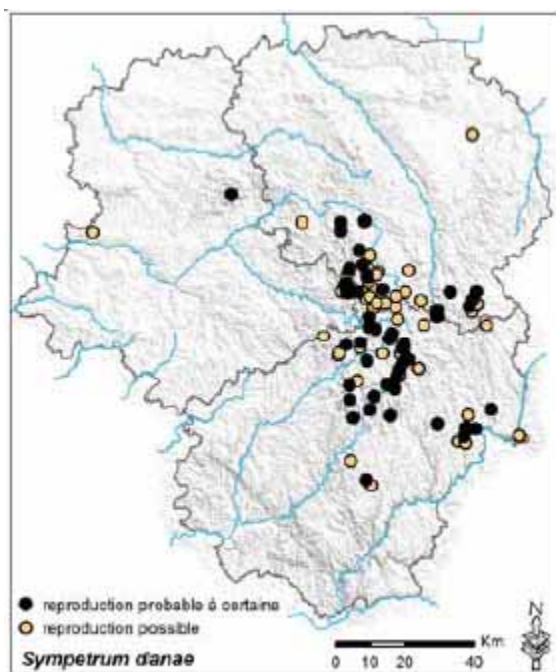 reproduction probable à certaine
reproduction possible
Sympetrum danae
N
Km
0 10 20 40